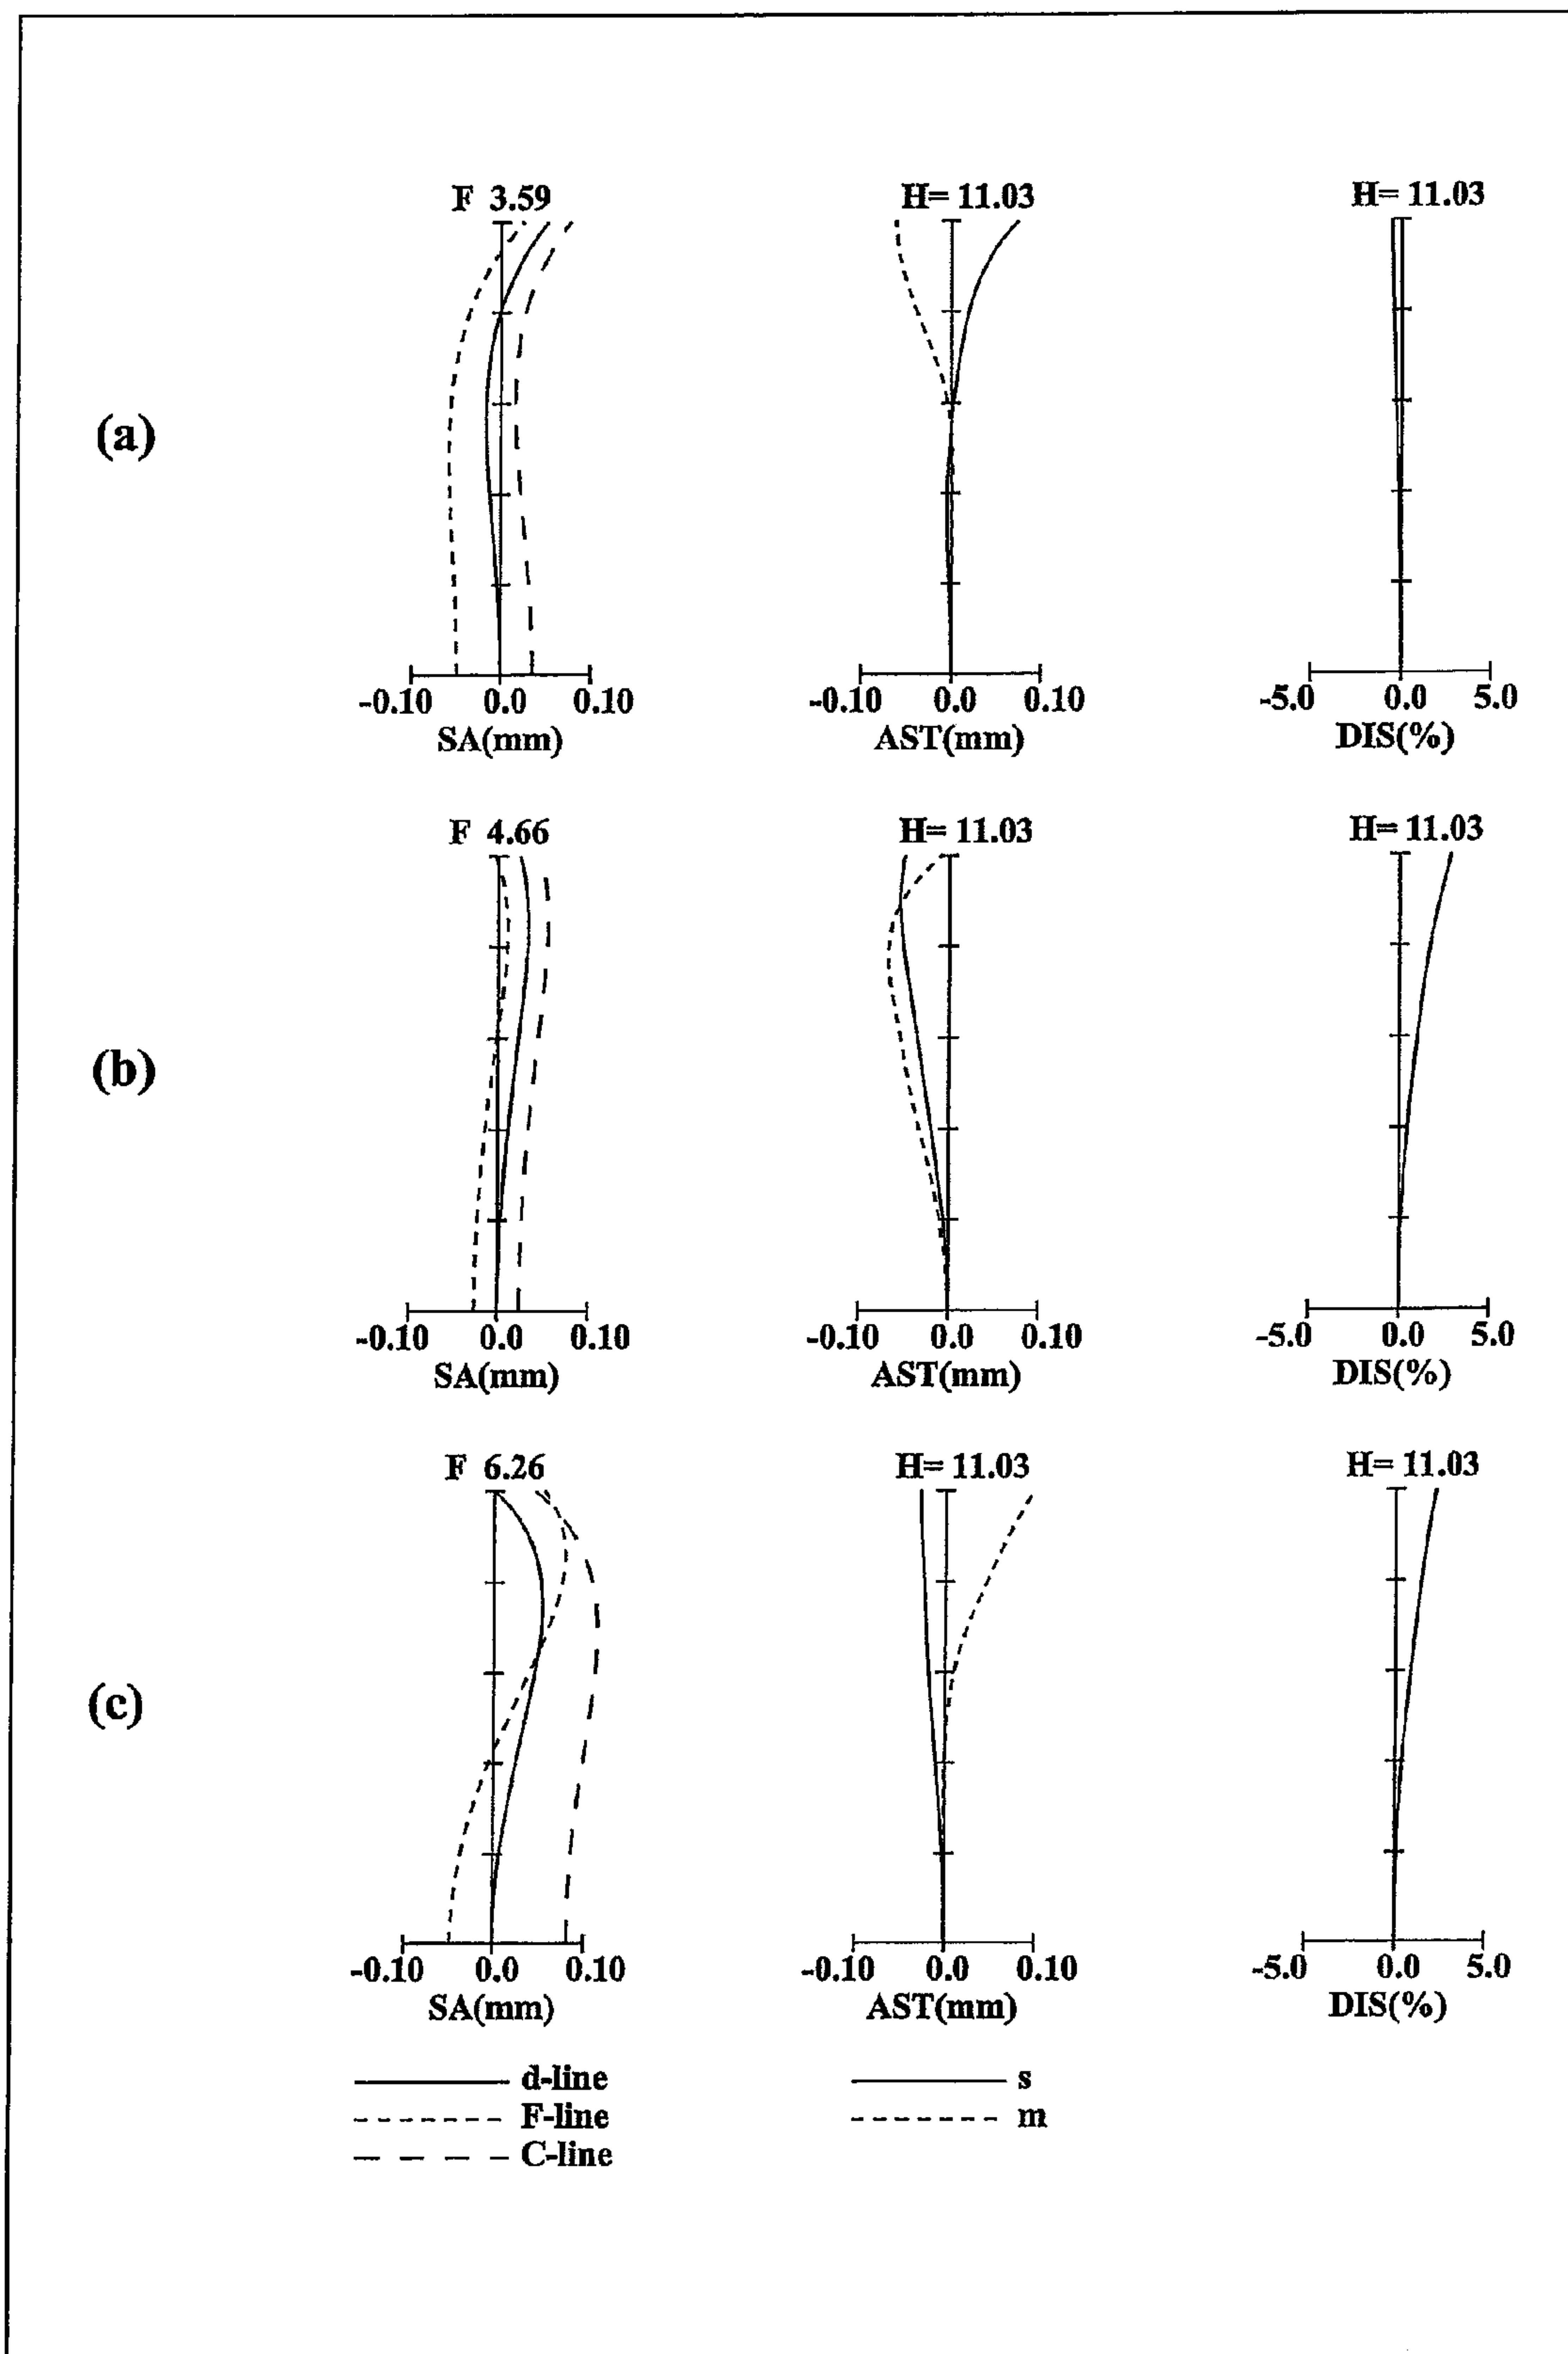 (a)
F 3.59
-0.10 0.0 0.10
SA(mm)
H= 11.03
-0.10 0.0 0.10
AST(mm)
H= 11.03
-5.0 0.0 5.0
DIS(%)
(b)
F 4.66
-0.10 0.0 0.10
SA(mm)
H= 11.03
-0.10 0.0 0.10
AST(mm)
H= 11.03
-5.0 0.0 5.0
DIS(%)
(c)
F 6.26
-0.10 0.0 0.10
SA(mm)
H= 11.03
-0.10 0.0 0.10
AST(mm)
H= 11.03
-5.0 0.0 5.0
DIS(%)
d-line
F-line
C-line
s
m